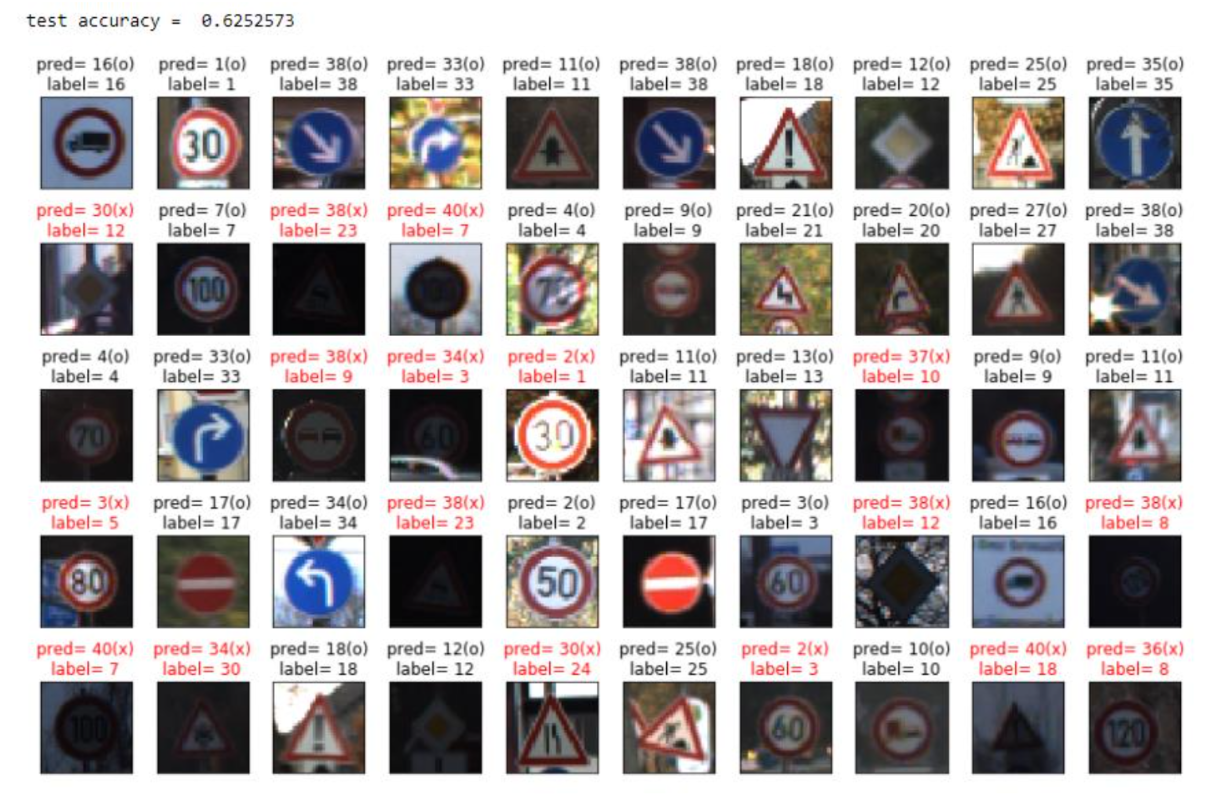 test accuracy =  0.6252573
pred= 16(o) pred= 1(o) pred= 38(o) pred= 33(o) pred= 11(o) pred= 38(o) pred= 18(o) pred= 12(o) pred= 25(o) pred= 35(o)
label= 16 label= 1 label= 38 label= 33 label= 11 label= 38 label= 18 label= 12 label= 25 label= 35
30
pred= 30(x) pred= 7(o) pred= 38(x) pred= 40(x) pred= 4(o) pred= 9(o) pred= 21(o) pred= 20(o) pred= 27(o) pred= 38(o)
label= 12 label= 7 label= 23 label= 7 label= 4 label= 9 label= 21 label= 20 label= 27 label= 38
100 100 70
pred= 4(o) pred= 33(o) pred= 38(x) pred= 34(x) pred= 2(x) pred= 11(o) pred= 13(o) pred= 37(x) pred= 9(o) pred= 11(o)
label= 4 label= 33 label= 9 label= 3 label= 1 label= 11 label= 13 label= 10 label= 9 label= 11
70 60 30
pred= 3(x) pred= 17(o) pred= 34(o) pred= 38(x) pred= 2(o) pred= 17(o) pred= 3(o) pred= 38(x) pred= 16(o) pred= 38(x)
label= 5 label= 17 label= 34 label= 23 label= 2 label= 17 label= 3 label= 12 label= 16 label= 8
80 50 60
pred= 40(x) pred= 34(x) pred= 18(o) pred= 12(o) pred= 30(x) pred= 25(o) pred= 2(x) pred= 10(o) pred= 40(x) pred= 36(x)
label= 7 label= 30 label= 18 label= 12 label= 24 label= 25 label= 3 label= 10 label= 18 label= 8
100 60 120